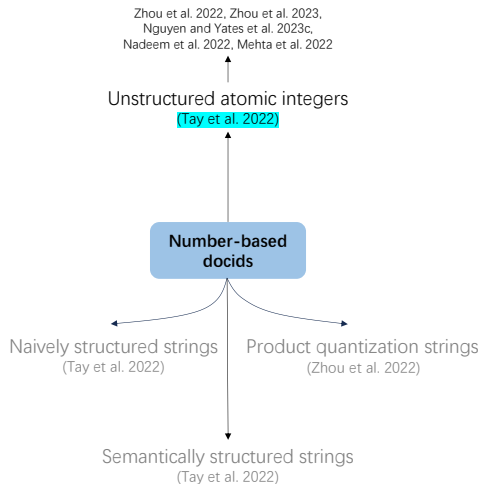 Zhou et al. 2022, Zhou et al. 2023,
Nguyen and Yates et al. 2023c,
Nadeem et al. 2022, Mehta et al. 2022
Unstructured atomic integers
(Tay et al. 2022)
Number-based
docids
Naively structured strings
(Tay et al. 2022)
Product quantization strings
(Zhou et al. 2022)
Semantically structured strings
(Tay et al. 2022)